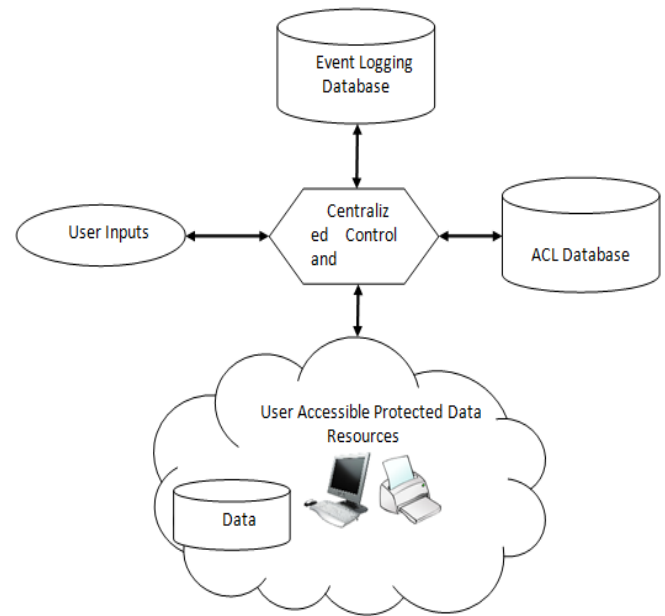 Event Logging
Database
User Inputs
Centraliz
ed Control
and
ACL Database
User Accessible Protected Data
Resources
Data